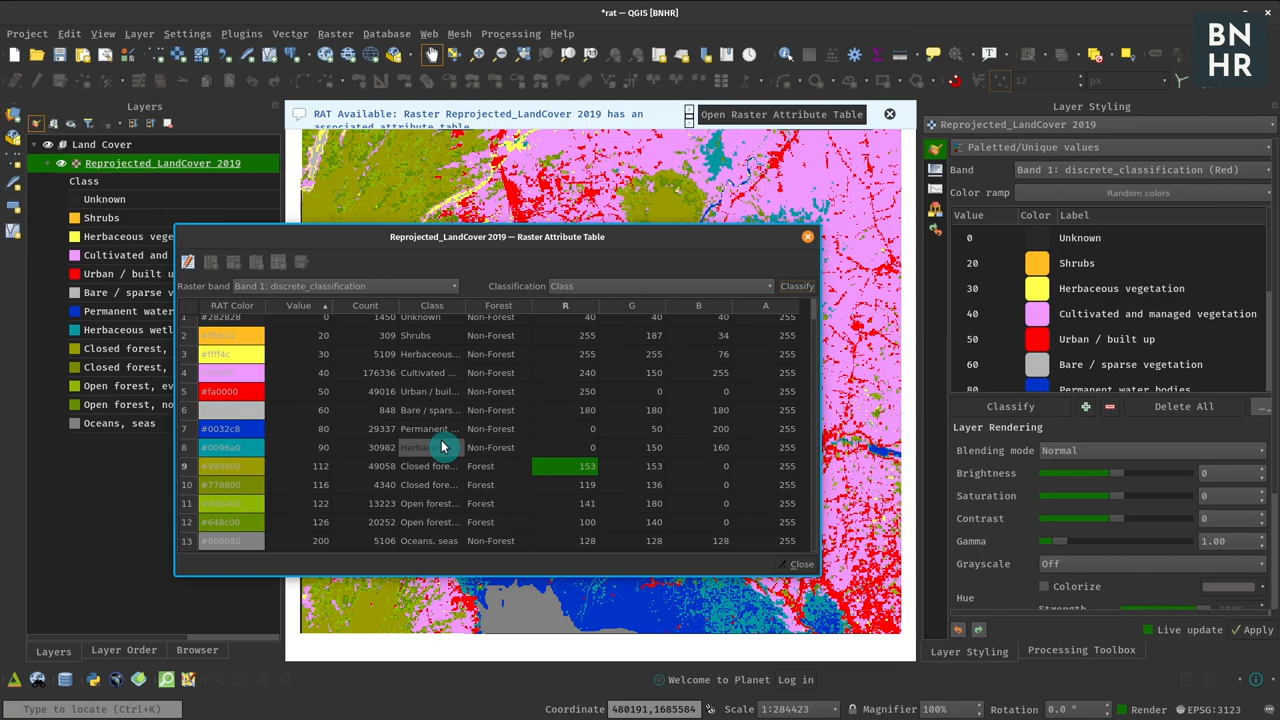 *rat — QGIS [BNHR]
BN
HR
Project Edit View Layer Settings Plugins Vector Raster Database Web Mesh Processing Help
12 px
Layers
Land Cover
Reprojected_LandCover 2019
Class
Unknown
Shrubs
Herbaceous vege
Cultivated and
Urban / built u
Bare / sparse v
Permanent water
Herbaceous wetl
Closed forest,
Closed forest,
Open forest, ev
Open forest, no
Oceans, seas
RAT Available: Raster Reprojected_LandCover 2019 has an
associated attribute table
Open Raster Attribute Table
Reprojected_LandCover 2019 — Raster Attribute Table
Raster band Band 1: discrete_classification Classification Class Classify
RAT Color Value Count Class Forest R G B A
1 #282828 0 1450 Unknown Non-Forest 40 40 40 255
2 20 309 Shrubs Non-Forest 255 187 34 255
3 #ffff4c 30 5109 Herbaceous... Non-Forest 255 255 76 255
4 40 176336 Cultivated ... Non-Forest 240 150 255 255
5 #fa0000 50 49016 Urban / buil... Non-Forest 250 0 0 255
6 60 848 Bare / spars... Non-Forest 180 180 180 255
7 #0032c8 80 29337 Permanent ... Non-Forest 0 50 200 255
8 #0096a0 90 30982 Non-Forest 0 150 160 255
9 #999900 112 49058 Closed fore... Forest 153 153 0 255
10 #778800 116 4340 Closed fore... Forest 119 136 0 255
11 122 13223 Open forest... Forest 141 180 0 255
12 #648c00 126 20252 Open forest... Forest 100 140 0 255
13 #808080 200 5106 Oceans, seas Non-Forest 128 128 128 255
Close
Layer Styling
Reprojected_LandCover 2019
Paletted/Unique values
Band Band 1: discrete_classification (Red)
Color ramp Random colors
Value Color Label
0 Unknown
20 Shrubs
30 Herbaceous vegetation
40 Cultivated and managed vegetation
50 Urban / built up
60 Bare / sparse vegetation
80 Permanent water bodies
Classify Delete All ...
Layer Rendering
Blending mode Normal
Brightness 0
Saturation 0
Contrast 0
Gamma 1.00
Grayscale Off
Colorize
Hue
Strength
Live update Apply
Layers Layer Order Browser
Layer Styling Processing Toolbox
Welcome to Planet Log in
Type to locate (Ctrl+K) Coordinate 480191,1685584 Scale 1:284423 Magnifier 100% Rotation 0.0 ° Render EPSG:3123